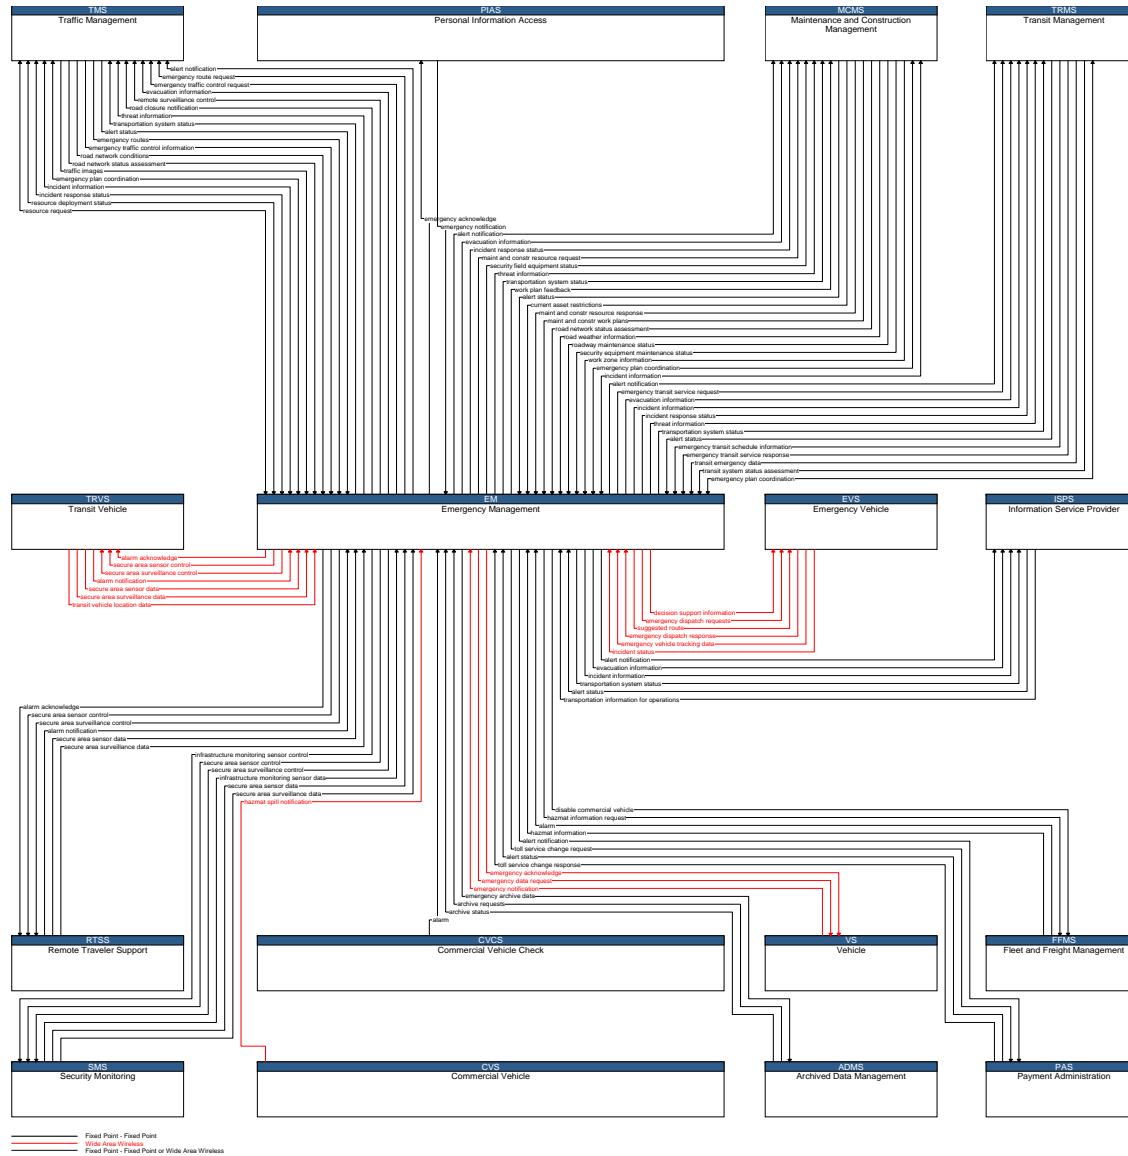 TMS
Traffic Management
PIAS
Personal Information Access
MCMS
Maintenance and Construction
Management
TRMS
Transit Management
alert notification
emergency route request
emergency traffic control request
evacuation information
remote surveillance control
road closure notification
threat information
transportation system status
alert status
emergency routes
emergency traffic control information
road network conditions
road network status assessment
traffic images
emergency plan coordination
incident information
incident response status
resource deployment status
resource request
emergency acknowledge
emergency notification
alert notification
evacuation information
incident response status
maint and constr resource request
security field equipment status
threat information
transportation system status
work plan feedback
alert status
current asset restrictions
maint and constr resource response
maint and constr work plans
road network status assessment
road weather information
roadway maintenance status
security equipment maintenance status
work zone information
emergency plan coordination
incident information
alert notification
emergency transit service request
evacuation information
incident information
incident response status
threat information
transportation system status
alert status
emergency transit schedule information
emergency transit service response
transit emergency data
transit system status assessment
emergency plan coordination
TRVS
Transit Vehicle
EM
Emergency Management
EVS
Emergency Vehicle
ISPS
Information Service Provider
alarm acknowledge
secure area sensor control
secure area surveillance control
alarm notification
secure area sensor data
secure area surveillance data
transit vehicle location data
decision support information
emergency dispatch requests
suggested route
emergency dispatch response
emergency vehicle tracking data
incident status
alert notification
evacuation information
incident information
transportation system status
alert status
transportation information for operations
alarm acknowledge
secure area sensor control
secure area surveillance control
alarm notification
secure area sensor data
secure area surveillance data
infrastructure monitoring sensor control
secure area sensor control
secure area surveillance control
infrastructure monitoring sensor data
secure area sensor data
secure area surveillance data
hazmat spill notification
disable commercial vehicle
hazmat information request
alarm
hazmat information
alert notification
toll service change request
alert status
toll service change response
emergency acknowledge
emergency data request
emergency notification
emergency archive data
archive requests
archive status
alarm
RTSS
Remote Traveler Support
CVCS
Commercial Vehicle Check
VS
Vehicle
FFMS
Fleet and Freight Management
SMS
Security Monitoring
CVS
Commercial Vehicle
ADMS
Archived Data Management
PAS
Payment Administration
Fixed Point - Fixed Point
Wide Area Wireless
Fixed Point - Fixed Point or Wide Area Wireless